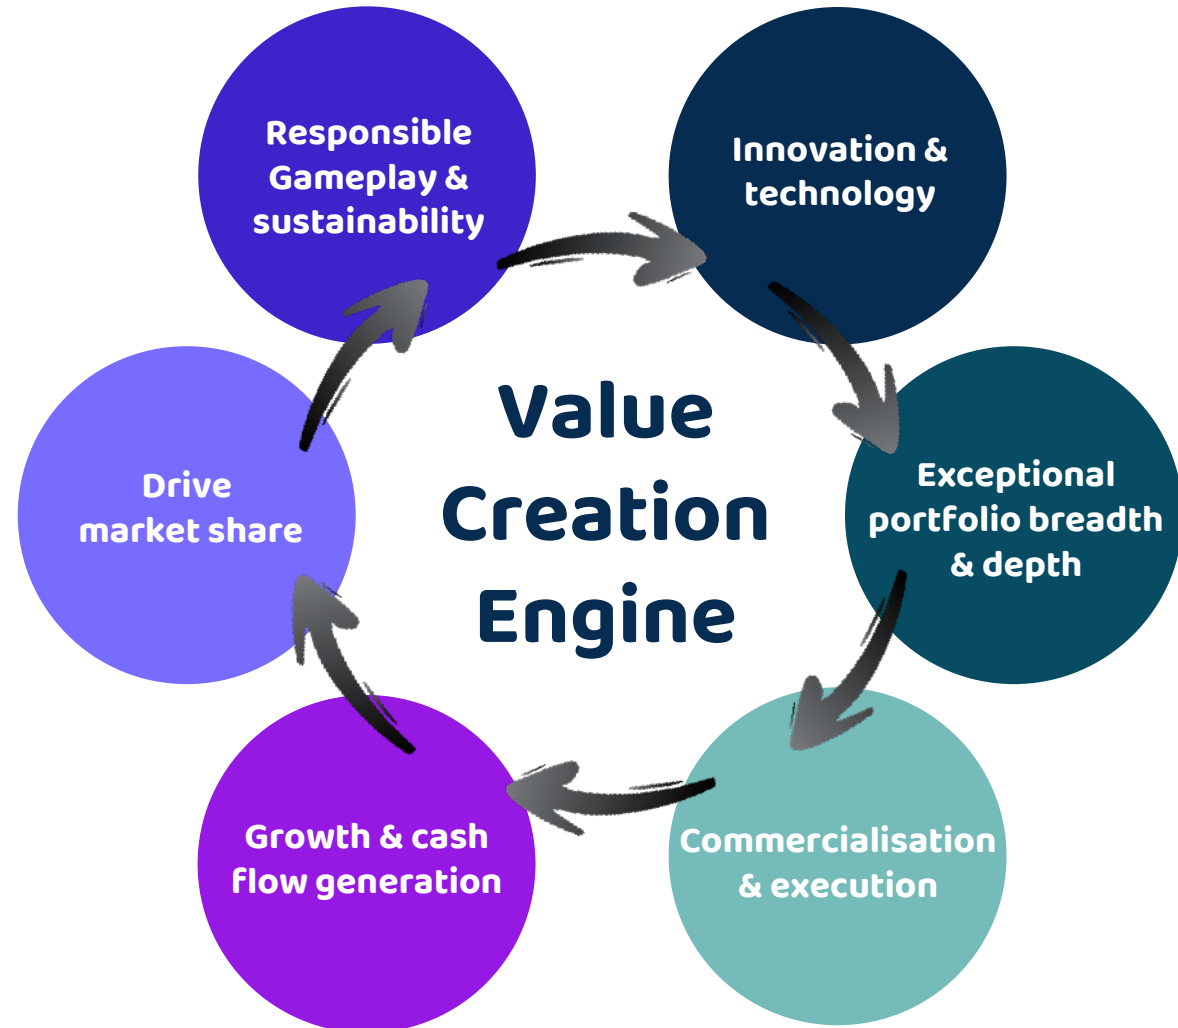 Responsible
Gameplay &
sustainability
Innovation &
technology
Exceptional
portfolio breadth
& depth
Commercialisation
& execution
Growth & cash
flow generation
Drive
market share
Value
Creation
Engine